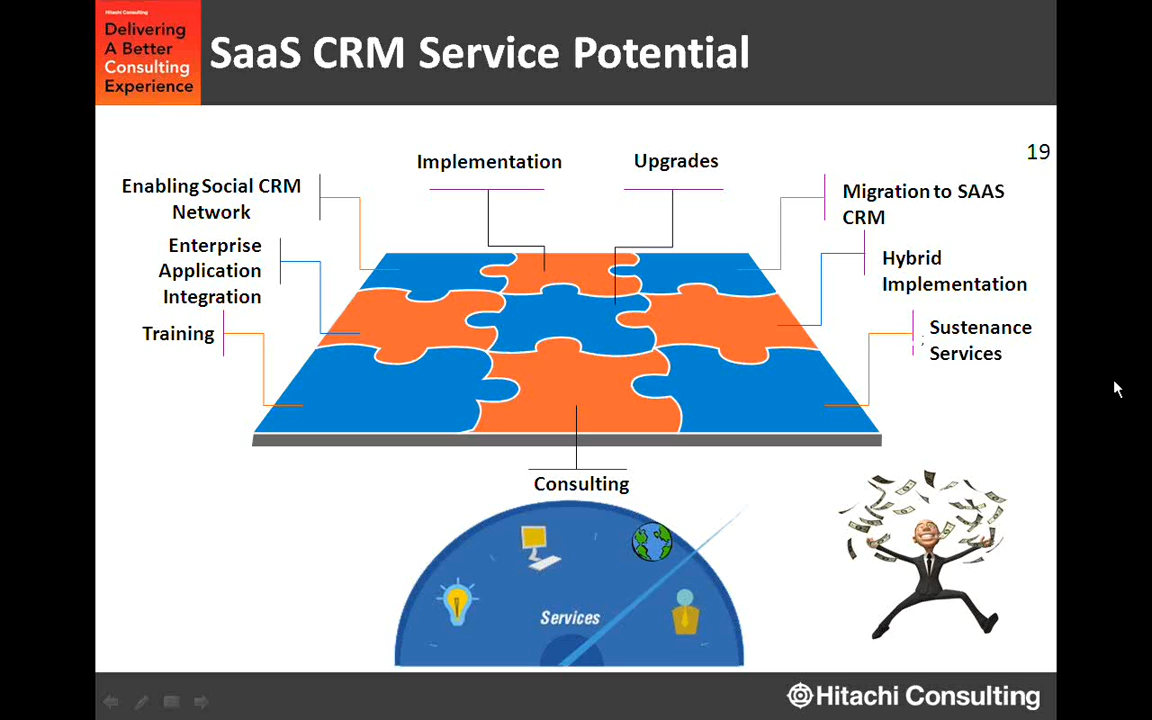 Hitachi Consulting
Delivering
A Better
Consulting
Experience
SaaS CRM Service Potential
19
Implementation
Upgrades
Enabling Social CRM
Network
Migration to SAAS
CRM
Enterprise
Application
Integration
Hybrid
Implementation
Training
Sustenance
Services
Consulting
Services
Hitachi Consulting